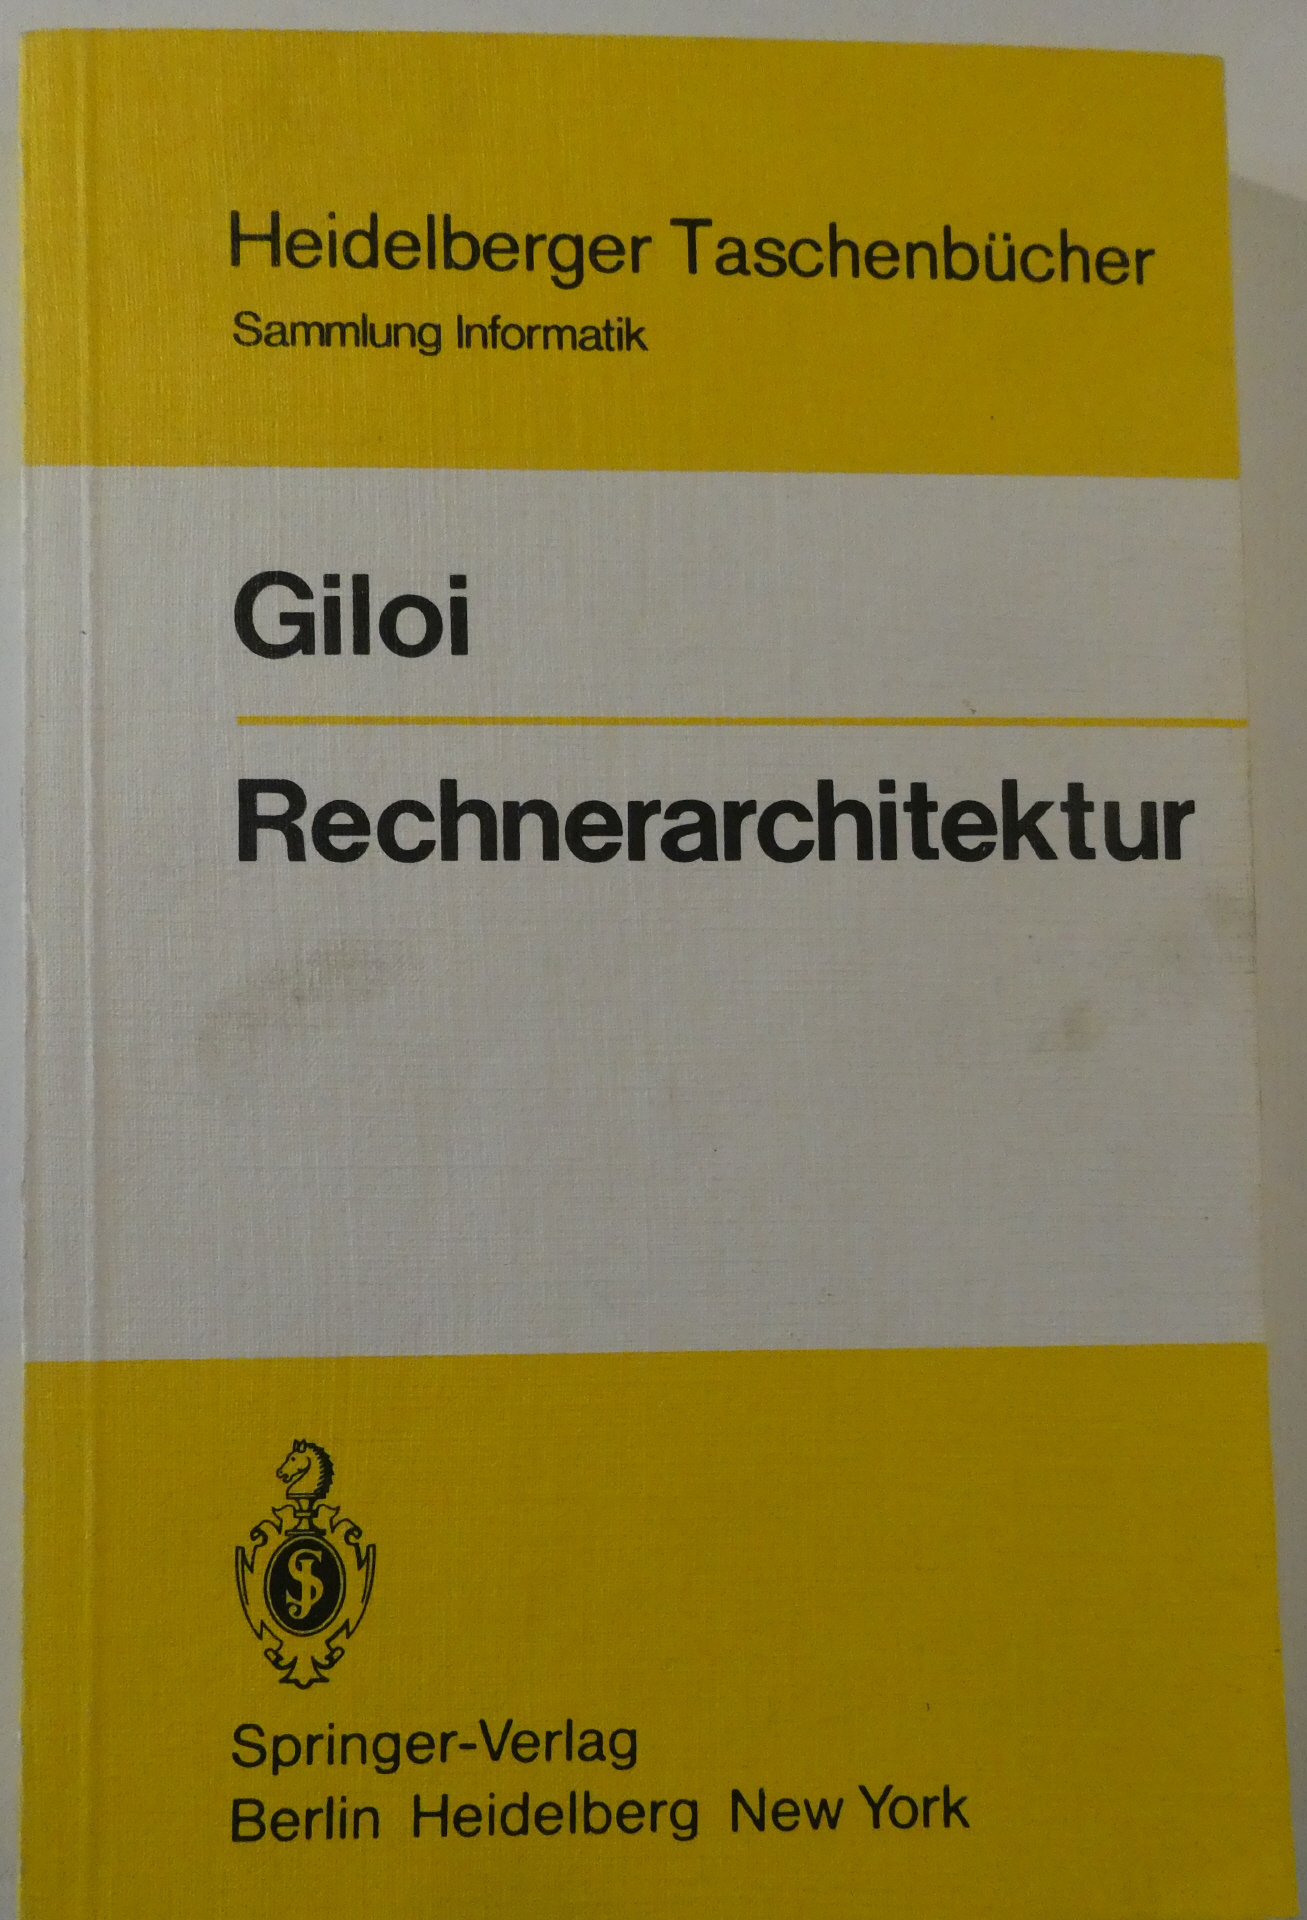 Heidelberger Taschenbücher
Sammlung Informatik
Giloi
Rechnerarchitektur
Springer-Verlag
Berlin Heidelberg New York